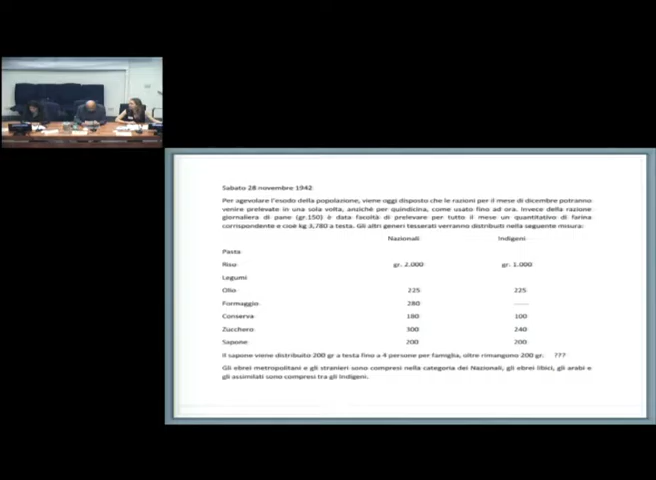 Sabato 28 novembre 1942
Per agevolare l'esodo della popolazione, viene oggi disposto che le razioni per il mese di dicembre potranno
venire prelevate in una sola volta, anziché per quindicina, come usato fino ad ora. Invece della razione
giornaliera di pane (gr.150) è data facoltà di prelevare per tutto il mese un quantitativo di farina
corrispondente e cioè kg 3,780 a testa. Gli altri generi tesserati verranno distribuiti nella seguente misura:
Nazionali Indigeni
Pasta
Riso gr. 2.000 gr. 1.000
Legumi
Olio 225 225
Formaggio 280 ------
Conserva 180 100
Zucchero 300 240
Sapone 200 200
Il sapone viene distribuito 200 gr a testa fino a 4 persone per famiglia, oltre rimangono 200 gr. ???
Gli ebrei metropolitani e gli stranieri sono compresi nella categoria dei Nazionali, gli ebrei libici, gli arabi e
gli assimilati sono compresi tra gli Indigeni.